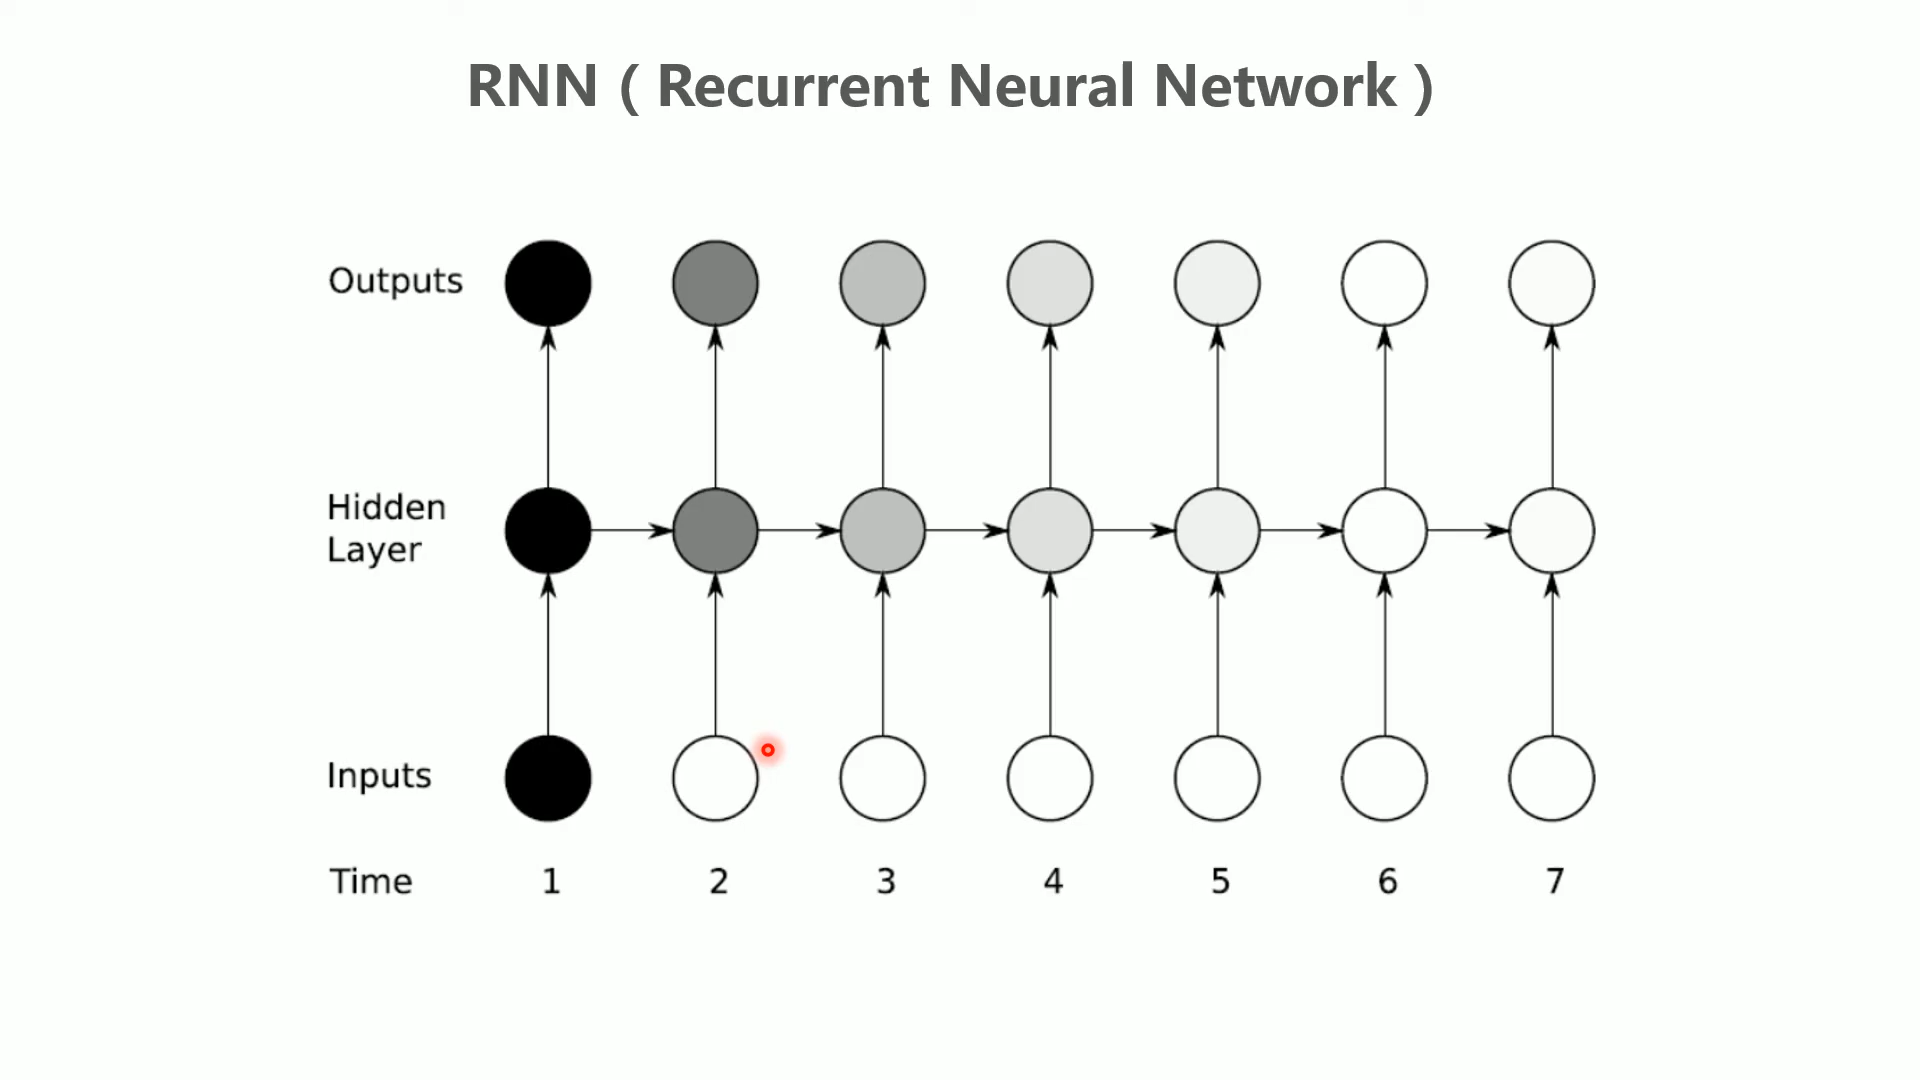 RNN ( Recurrent Neural Network )
Outputs
Hidden
Layer
Inputs
Time 1 2 3 4 5 6 7